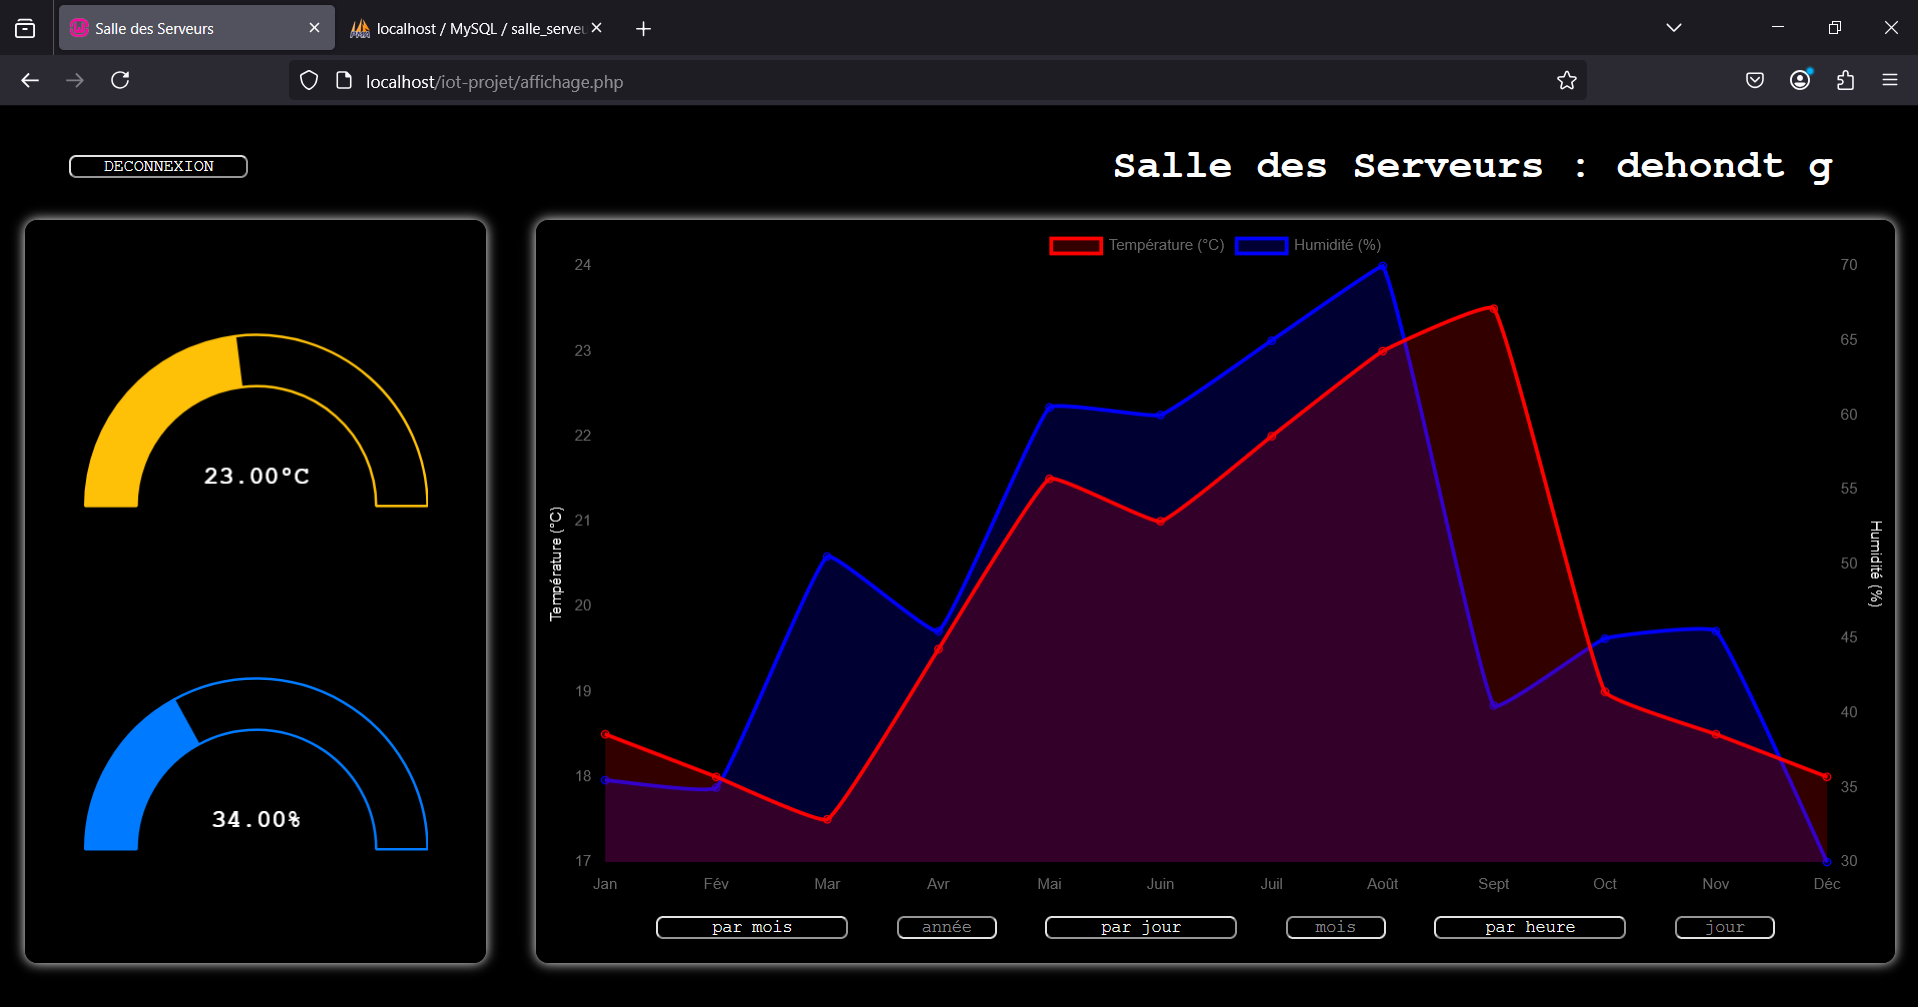 Salle des Serveurs
localhost / MySQL / salle_serveu
localhost/iot-projet/affichage.php
DECONNEXION
Salle des Serveurs : dehondt g
23.00°C
34.00%
Température (°C) Humidité (%)
24
23
22
21
20
19
18
17
Température (°C)
70
65
60
55
50
45
40
35
30
Humidité (%)
Jan Fév Mar Avr Mai Juin Juil Août Sept Oct Nov Déc
par mois année par jour mois par heure jour